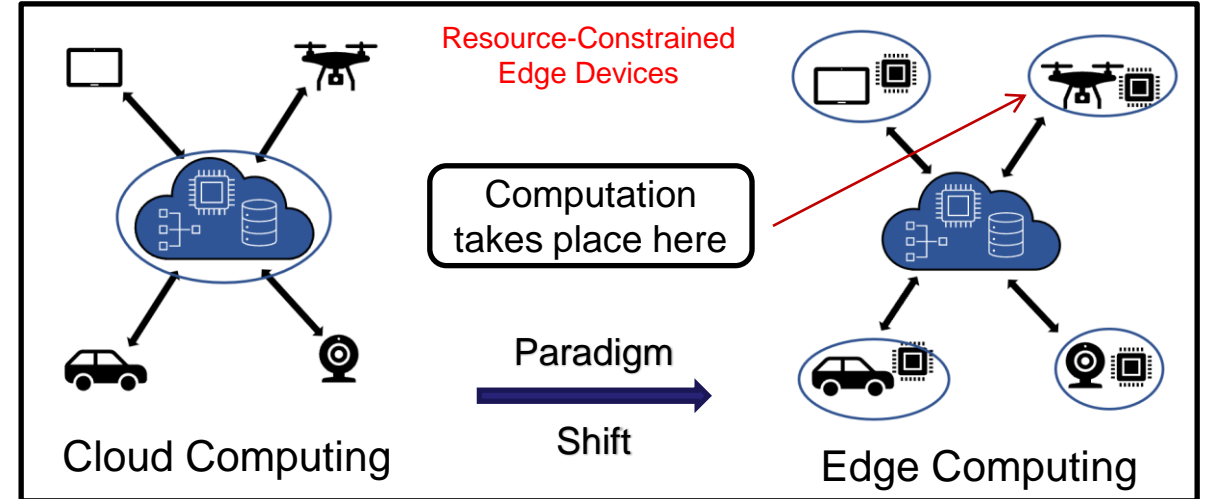 Resource-Constrained
Edge Devices
Computation
takes place here
Paradigm
Shift
Cloud Computing
Edge Computing